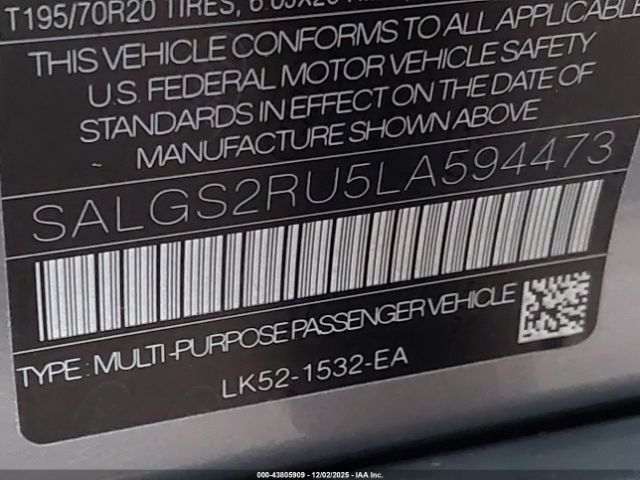 T195/70R20 TIRES,
THIS VEHICLE CONFORMS TO ALL APPLICABLE
U.S. FEDERAL MOTOR VEHICLE SAFETY
STANDARDS IN EFFECT ON THE DATE OF
MANUFACTURE SHOWN ABOVE
SALGS2RU5LA594473
TYPE: MULTI-PURPOSE PASSENGER VEHICLE
LK52-1532-EA
000-43805909 - 12/02/2025 - Copyright © 2025 IAA, Inc.